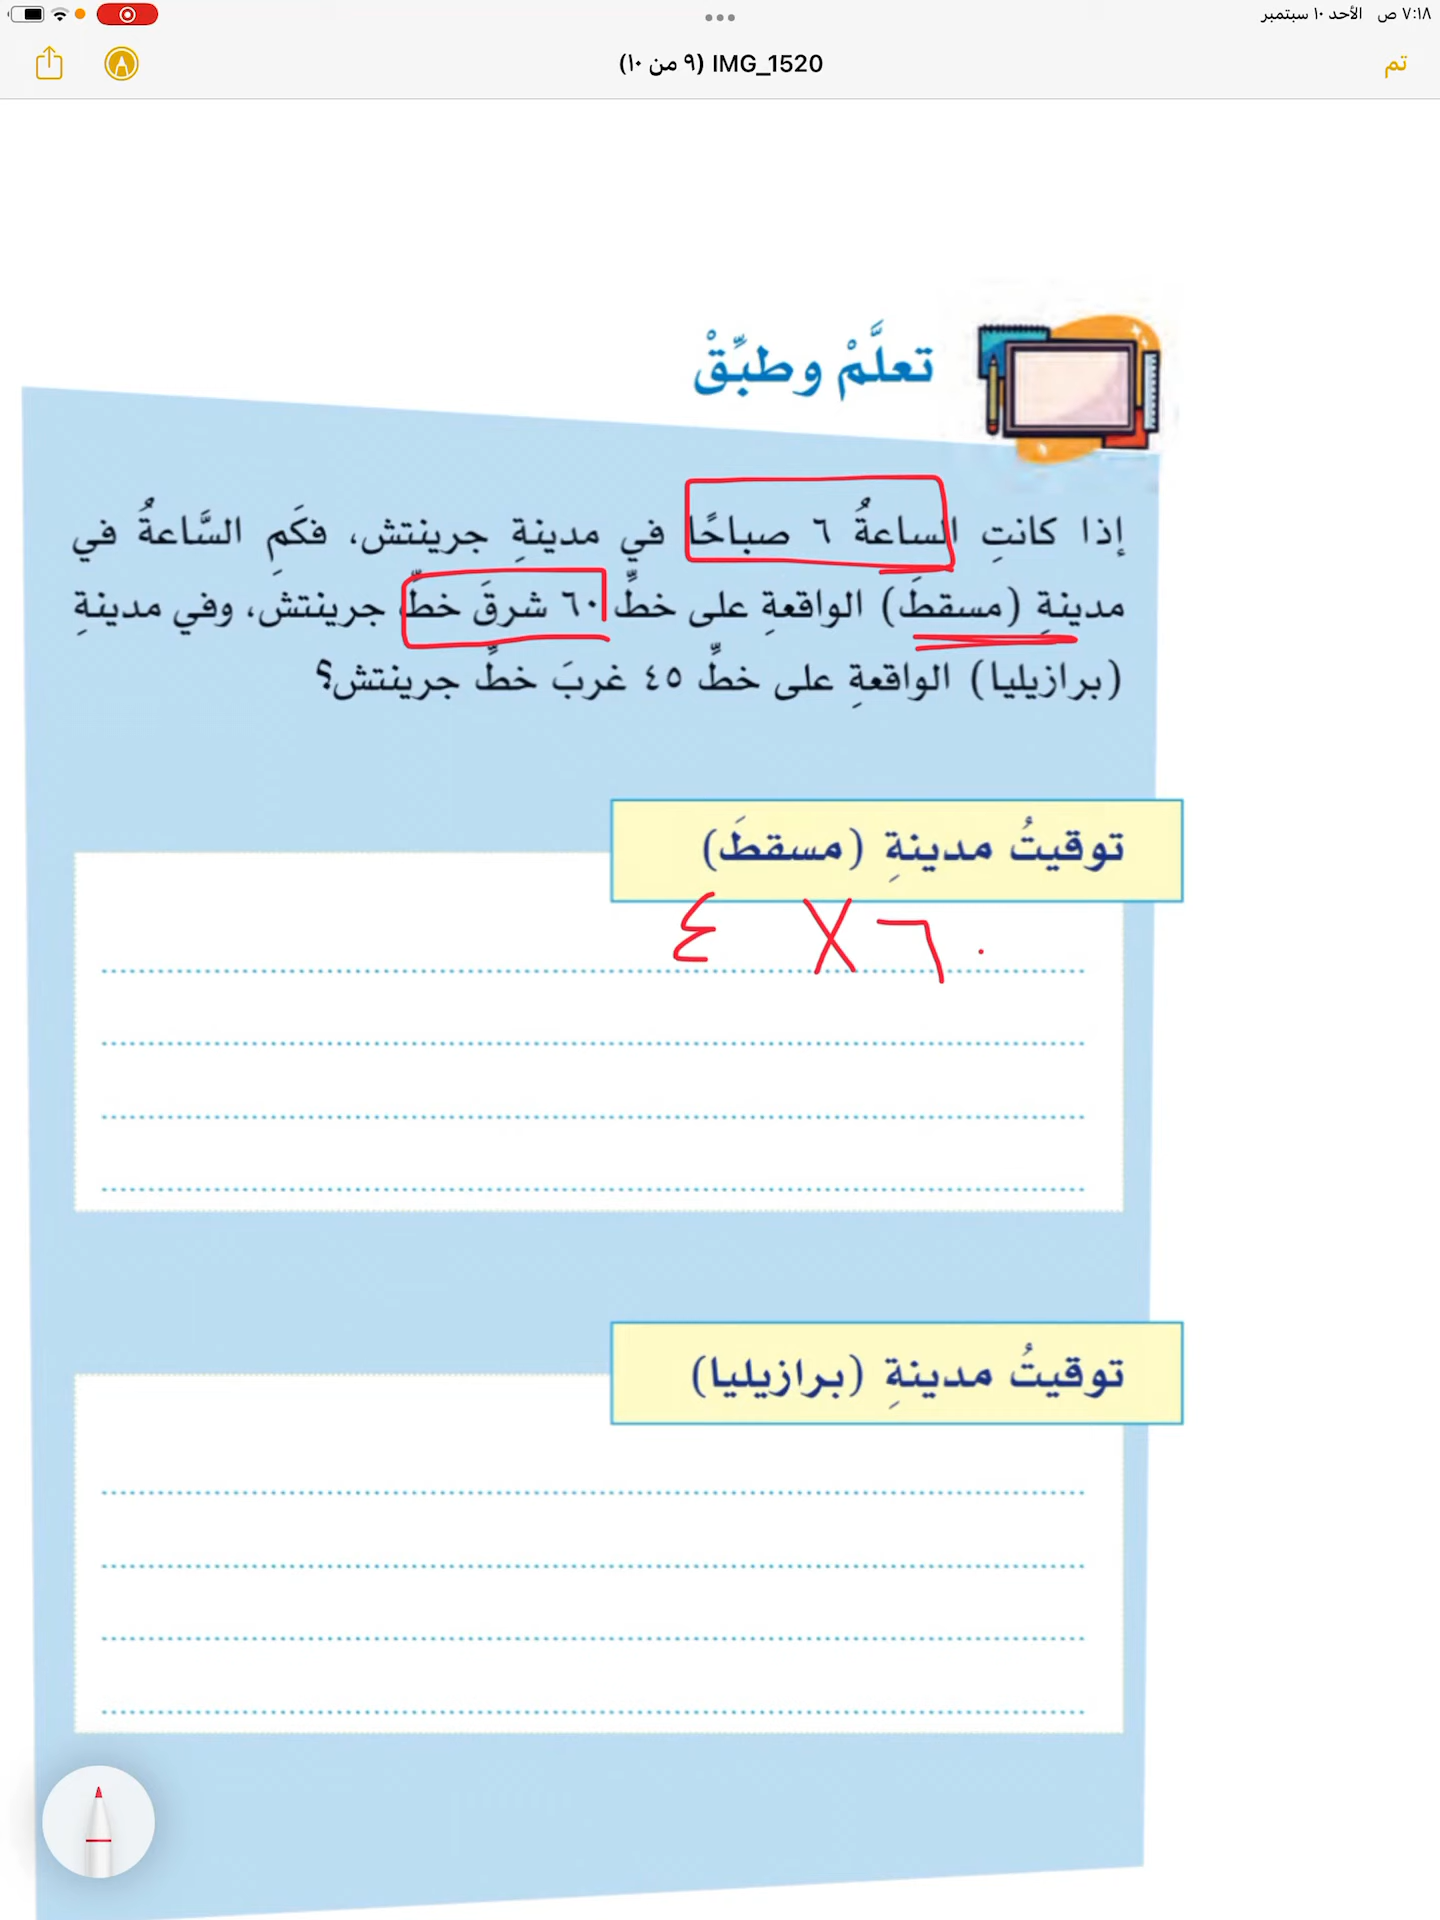 ٧:١٨ ص الأحد ١٠ سبتمبر
IMG_1520 (٩ من ١٠)
تم
تعلَّمْ وطبِّقْ
إذا كانتِ الساعةُ ٦ صباحًا في مدينةِ جرينتش، فكَمِ السَّاعةُ في
مدينةِ (مسقطَ) الواقعةِ على خطِّ ٦٠ شرقَ خطِّ جرينتش، وفي مدينةِ
(برازيليا) الواقعةِ على خطِّ ٤٥ غربَ خطِّ جرينتش؟
توقيتُ مدينةِ (مسقطَ)
٦٠ × ٤
توقيتُ مدينةِ (برازيليا)